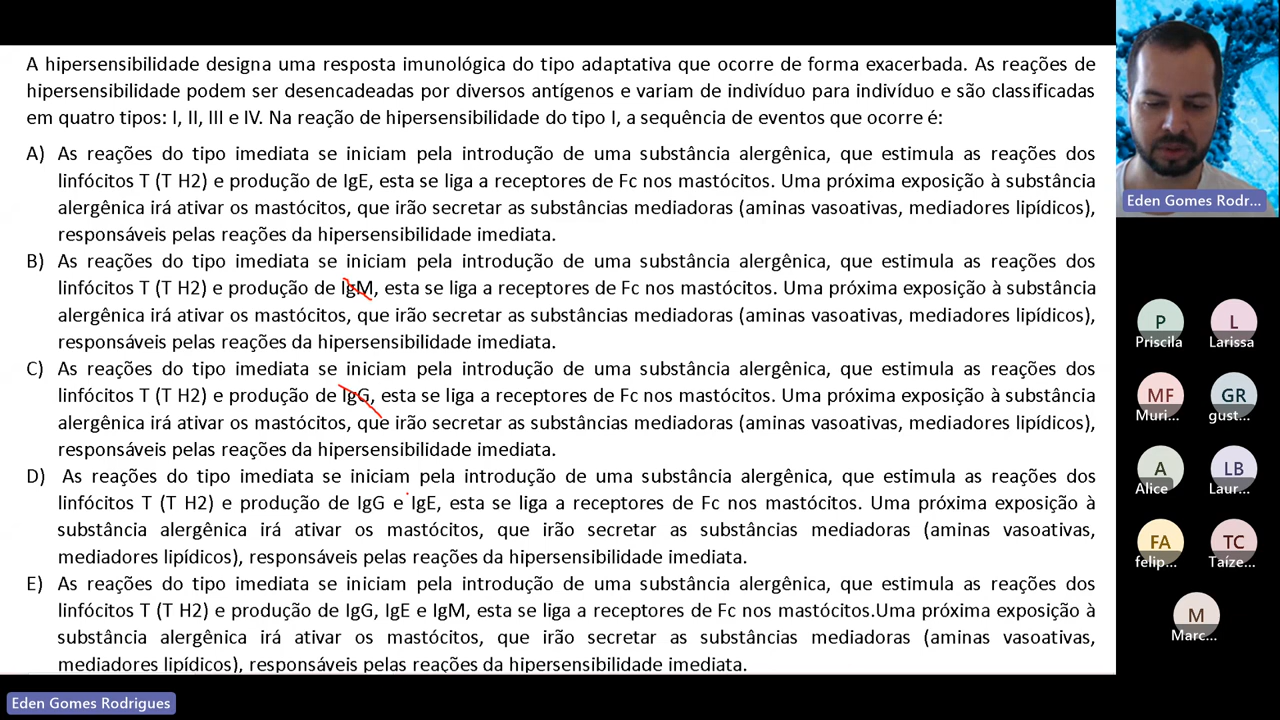 A hipersensibilidade designa uma resposta imunológica do tipo adaptativa que ocorre de forma exacerbada. As reações de
hipersensibilidade podem ser desencadeadas por diversos antígenos e variam de indivíduo para indivíduo e são classificadas
em quatro tipos: I, II, III e IV. Na reação de hipersensibilidade do tipo I, a sequência de eventos que ocorre é:
A) As reações do tipo imediata se iniciam pela introdução de uma substância alergênica, que estimula as reações dos
linfócitos T (T H2) e produção de IgE, esta se liga a receptores de Fc nos mastócitos. Uma próxima exposição à substância
alergênica irá ativar os mastócitos, que irão secretar as substâncias mediadoras (aminas vasoativas, mediadores lipídicos),
responsáveis pelas reações da hipersensibilidade imediata.
B) As reações do tipo imediata se iniciam pela introdução de uma substância alergênica, que estimula as reações dos
linfócitos T (T H2) e produção de IgM, esta se liga a receptores de Fc nos mastócitos. Uma próxima exposição à substância
alergênica irá ativar os mastócitos, que irão secretar as substâncias mediadoras (aminas vasoativas, mediadores lipídicos),
responsáveis pelas reações da hipersensibilidade imediata.
C) As reações do tipo imediata se iniciam pela introdução de uma substância alergênica, que estimula as reações dos
linfócitos T (T H2) e produção de IgG, esta se liga a receptores de Fc nos mastócitos. Uma próxima exposição à substância
alergênica irá ativar os mastócitos, que irão secretar as substâncias mediadoras (aminas vasoativas, mediadores lipídicos),
responsáveis pelas reações da hipersensibilidade imediata.
D) As reações do tipo imediata se iniciam pela introdução de uma substância alergênica, que estimula as reações dos
linfócitos T (T H2) e produção de IgG e IgE, esta se liga a receptores de Fc nos mastócitos. Uma próxima exposição à
substância alergênica irá ativar os mastócitos, que irão secretar as substâncias mediadoras (aminas vasoativas,
mediadores lipídicos), responsáveis pelas reações da hipersensibilidade imediata.
E) As reações do tipo imediata se iniciam pela introdução de uma substância alergênica, que estimula as reações dos
linfócitos T (T H2) e produção de IgG, IgE e IgM, esta se liga a receptores de Fc nos mastócitos.Uma próxima exposição à
substância alergênica irá ativar os mastócitos, que irão secretar as substâncias mediadoras (aminas vasoativas,
mediadores lipídicos), responsáveis pelas reações da hipersensibilidade imediata.
Eden Gomes Rodrigues
Eden Gomes Rodr...
P L
Priscila Larissa
MF GR
Muri... gust...
A LB
Alice Laur...
FA TC
felip... Taíze...
M
Marc...